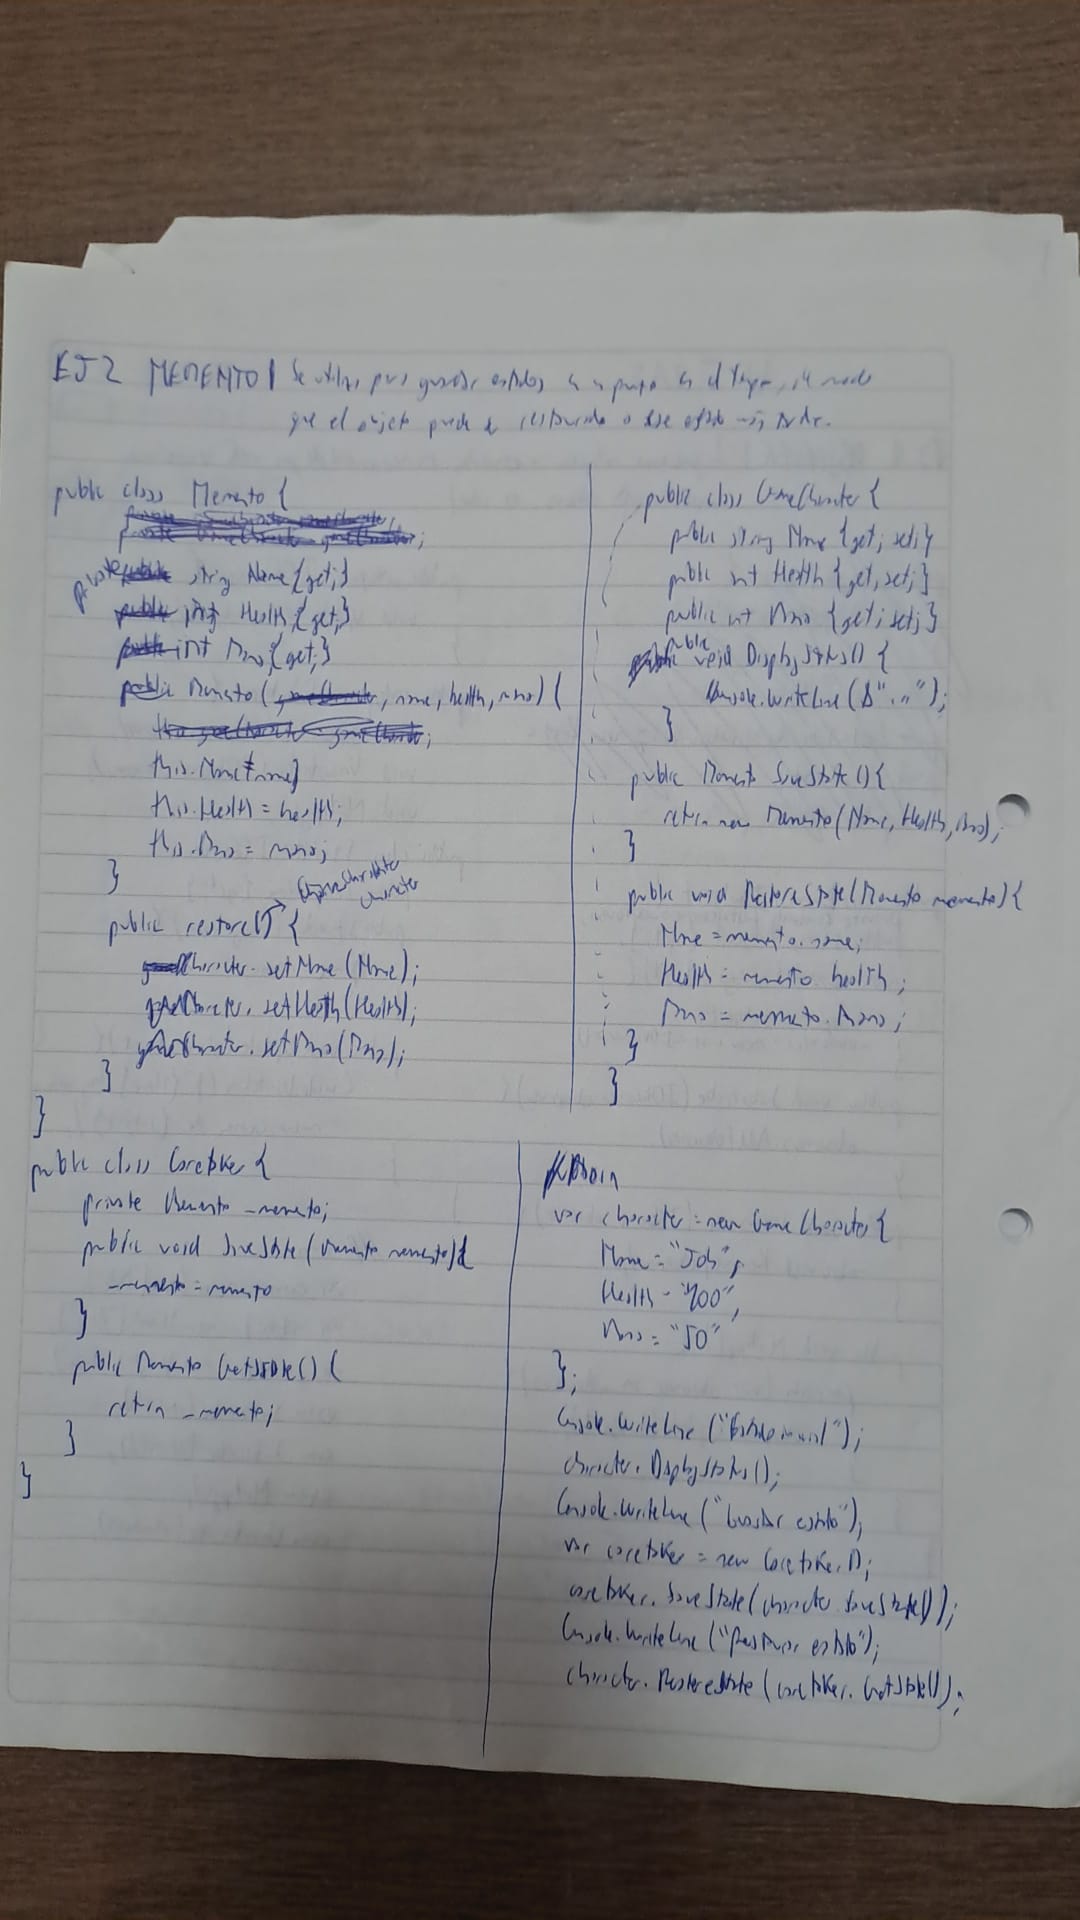 EJ2 MEMENTO | Se utiliza para guardar estados en un punto en el tiempo, de modo
que el objeto pueda ser restaurado a ese estado más tarde.
public class Memento {
private string Name {get;}
public int Health {get;}
int Mana {get;}
public Memento (, name, health, mana) {
this.Name = name;
this.Health = health;
this.Mana = mana;
}
GameCharacter
character
public restore() {
Character.setName (Name);
Character.setHealth (Health);
Character.setMana (Mana);
}
}
public class GameCharacter {
public string Name {get; set;}
public int Health {get; set;}
public int Mana {get; set;}
public void DisplayStats() {
Console.WriteLine ($"..");
}
public Memento SaveState () {
return new Memento (Name, Health, Mana);
}
public void RestoreState (Memento memento) {
Name = memento.name;
Health = memento.health;
Mana = memento.Mana;
}
}
public class Caretaker {
private Memento _memento;
public void SaveState (Memento memento) {
_memento = memento
}
public Memento GetState () {
return _memento;
}
}
Main
var character = new GameCharacter {
Name = "Joh",
Health = "100",
Mana = "50"
};
Console.WriteLine ("Estado inicial");
character.DisplayStats();
Console.WriteLine ("Guardar estado");
var caretaker = new Caretaker();
caretaker.SaveState (character.SaveState());
Console.WriteLine ("Restaurar estado");
character.RestoreState (caretaker.GetState());